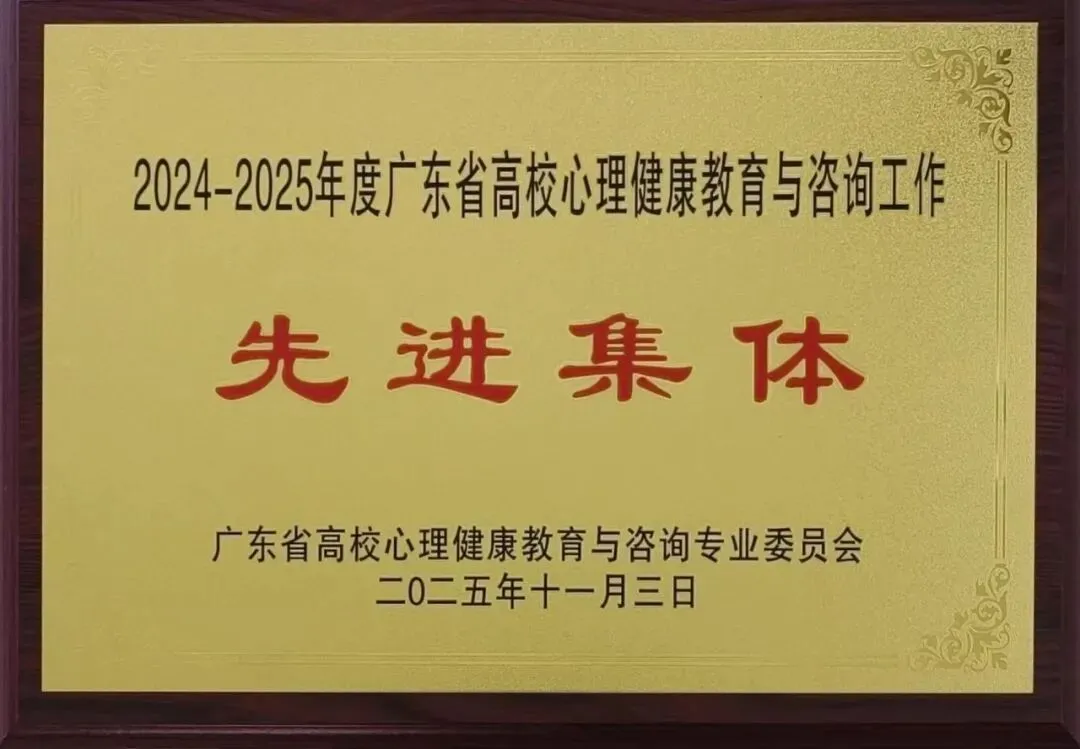 2024-2025年度广东省高校心理健康教育与咨询工作
先进集体
广东省高校心理健康教育与咨询专业委员会
二0二五年十一月三日